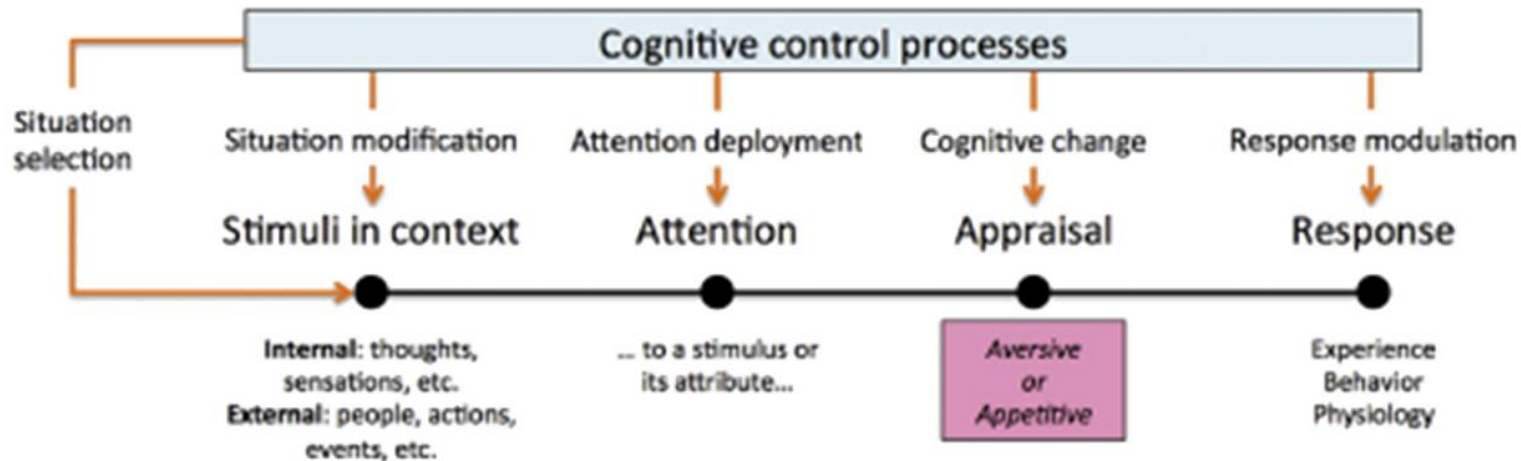 Cognitive control processes
Situation
selection
Situation modification
Attention deployment
Cognitive change
Response modulation
Stimuli in context
Attention
Appraisal
Response
Internal: thoughts,
sensations, etc.
External: people, actions,
events, etc.
... to a stimulus or
its attribute...
Aversive
or
Appetitive
Experience
Behavior
Physiology